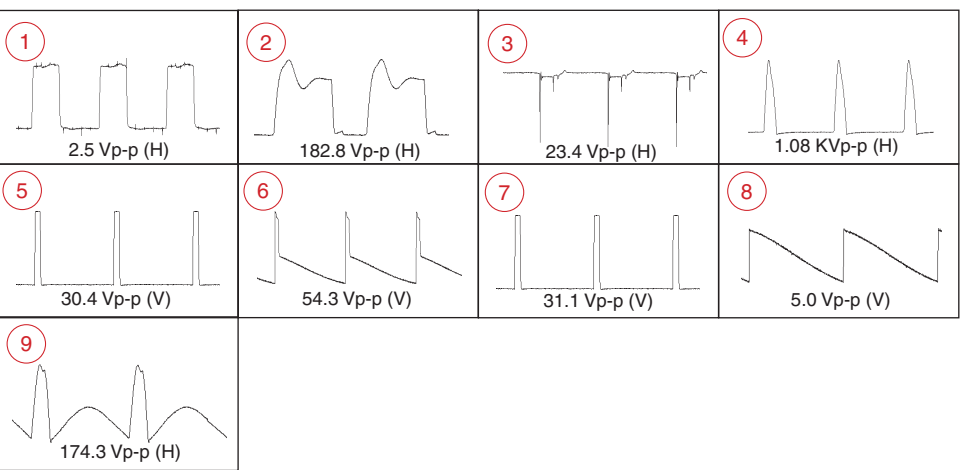 1
2.5 Vp-p (H)
2
182.8 Vp-p (H)
3
23.4 Vp-p (H)
4
1.08 KVp-p (H)
5
30.4 Vp-p (V)
6
54.3 Vp-p (V)
7
31.1 Vp-p (V)
8
5.0 Vp-p (V)
9
174.3 Vp-p (H)